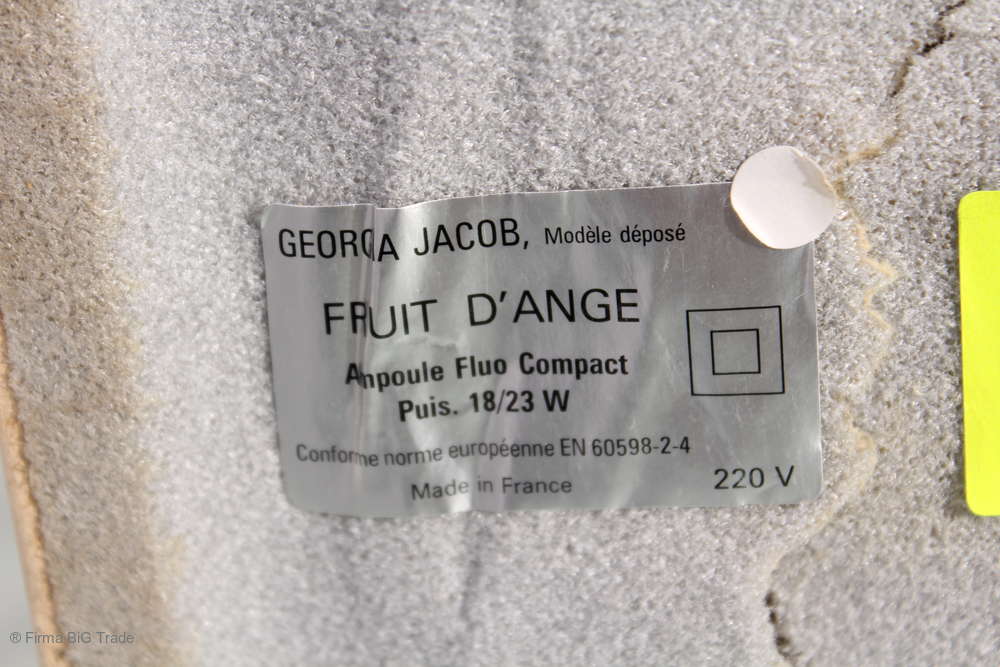 GEORGIA JACOB, Modèle déposé
FRUIT D'ANGE
Ampoule Fluo Compact
Puis. 18/23 W
Conforme norme européenne EN 60598-2-4
Made in France
220 V
® Firma BiG Trade